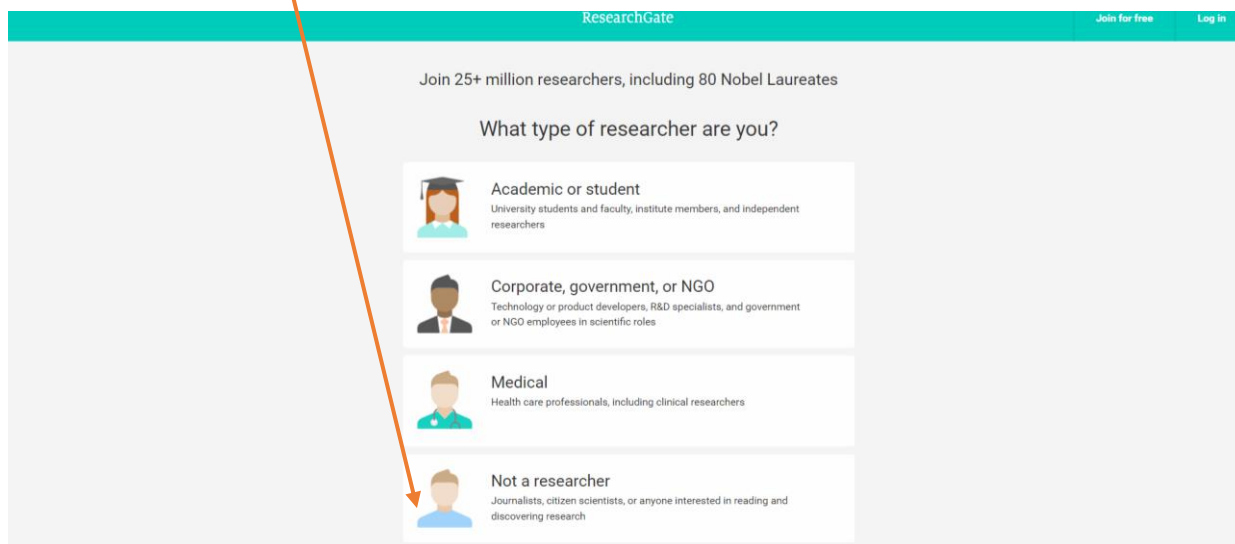 ResearchGate
Join for free
Log in
Join 25+ million researchers, including 80 Nobel Laureates
What type of researcher are you?
Academic or student
University students and faculty, institute members, and independent
researchers
Corporate, government, or NGO
Technology or product developers, R&D specialists, and government
or NGO employees in scientific roles
Medical
Health care professionals, including clinical researchers
Not a researcher
Journalists, citizen scientists, or anyone interested in reading and
discovering research